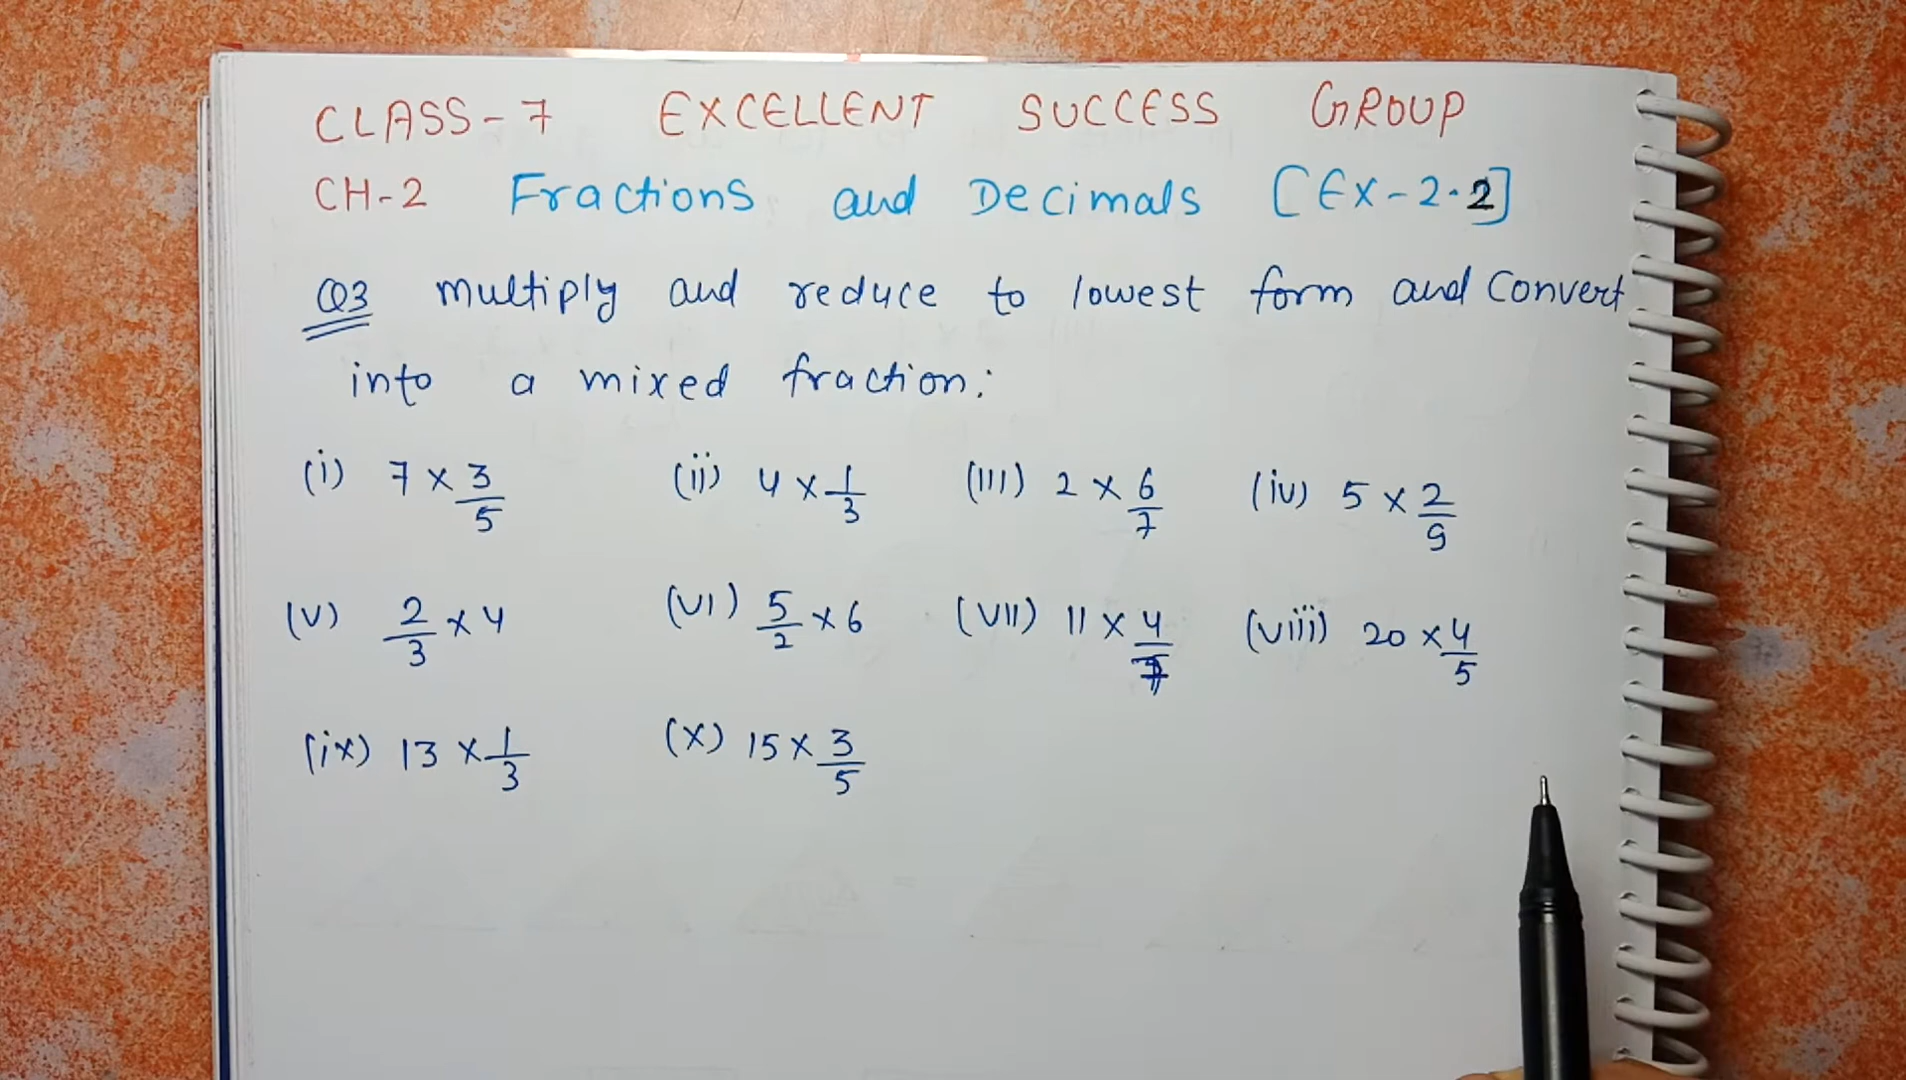 CLASS-7 EXCELLENT SUCCESS GROUP
CH-2 Fractions and Decimals [EX-2.2]
Q3 multiply and reduce to lowest form and Convert
into a mixed fraction:
(i) 7 × 3/5 (ii) 4 × 1/3 (III) 2 × 6/7 (iv) 5 × 2/9
(V) 2/3 × 4 (VI) 5/2 × 6 (VII) 11 × 4/7 (viii) 20 × 4/5
(ix) 13 × 1/3 (X) 15 × 3/5